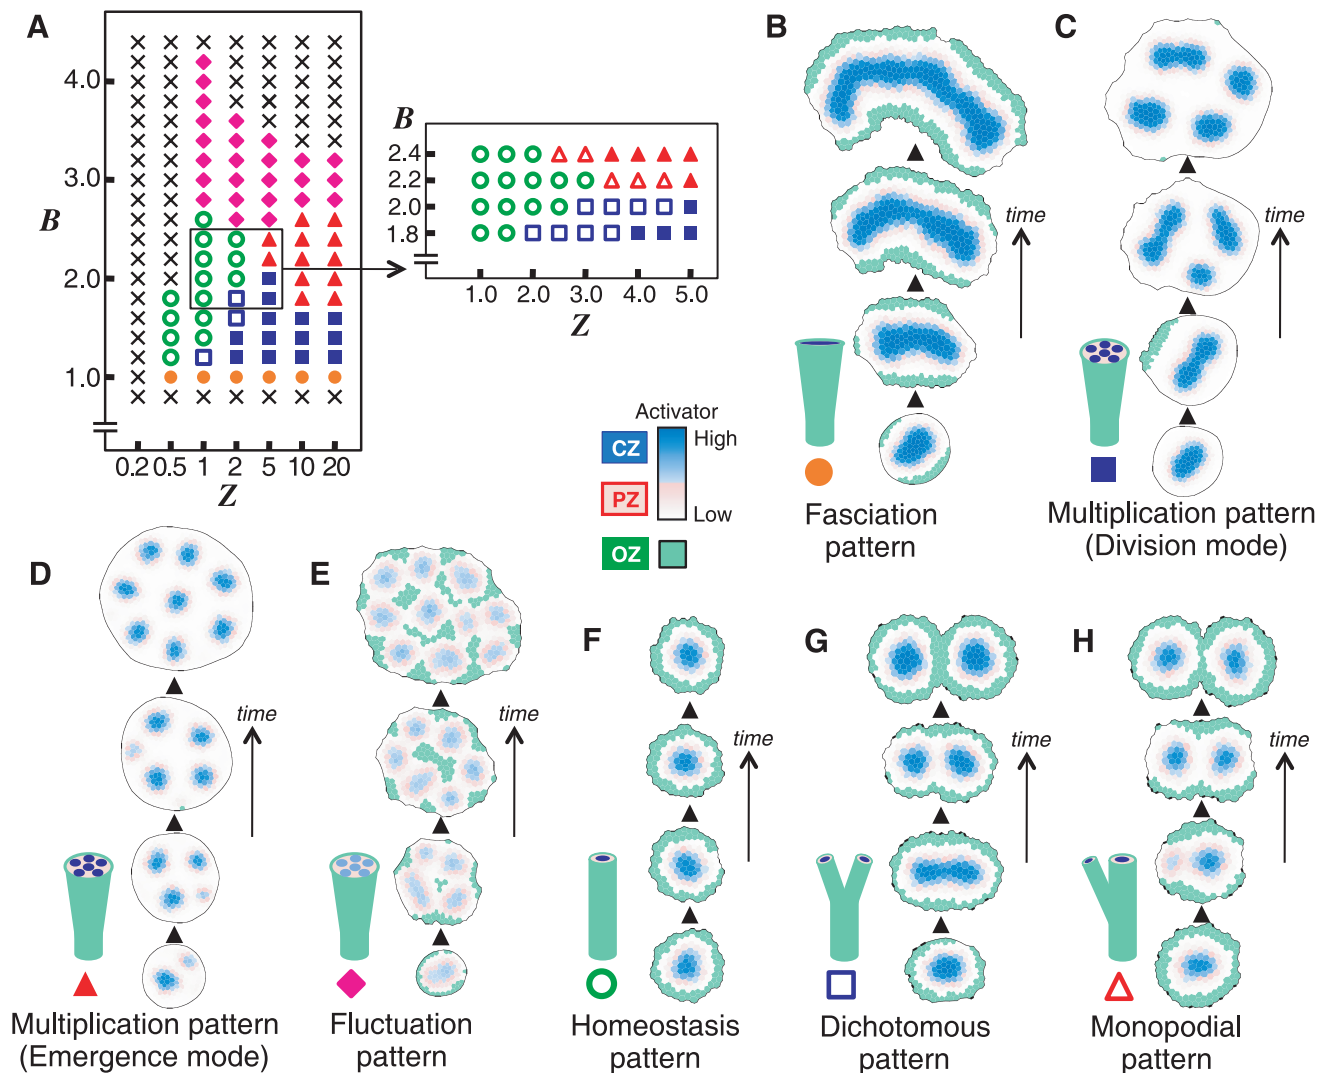 A
B
4.0
3.0
2.0
1.0
0.2 0.5 1 2 5 10 20
Z
B
2.4
2.2
2.0
1.8
1.0 2.0 3.0 4.0 5.0
Z
Activator
High
Low
CZ
PZ
OZ
B
time
Fasciation
pattern
C
time
Multiplication pattern
(Division mode)
D
time
Multiplication pattern
(Emergence mode)
E
time
Fluctuation
pattern
F
time
Homeostasis
pattern
G
time
Dichotomous
pattern
H
time
Monopodial
pattern